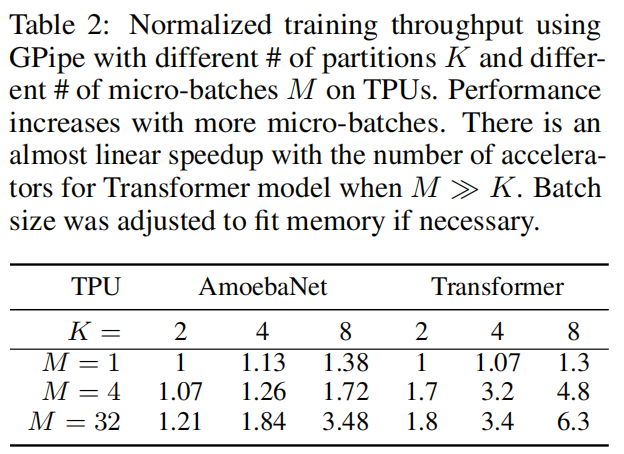 Table 2: Normalized training throughput using
GPipe with different # of partitions K and differ-
ent # of micro-batches M on TPUs. Performance
increases with more micro-batches. There is an
almost linear speedup with the number of accelera-
tors for Transformer model when M ≫ K. Batch
size was adjusted to fit memory if necessary.
TPU AmoebaNet Transformer
K = 2 4 8 2 4 8
M = 1 1 1.13 1.38 1 1.07 1.3
M = 4 1.07 1.26 1.72 1.7 3.2 4.8
M = 32 1.21 1.84 3.48 1.8 3.4 6.3